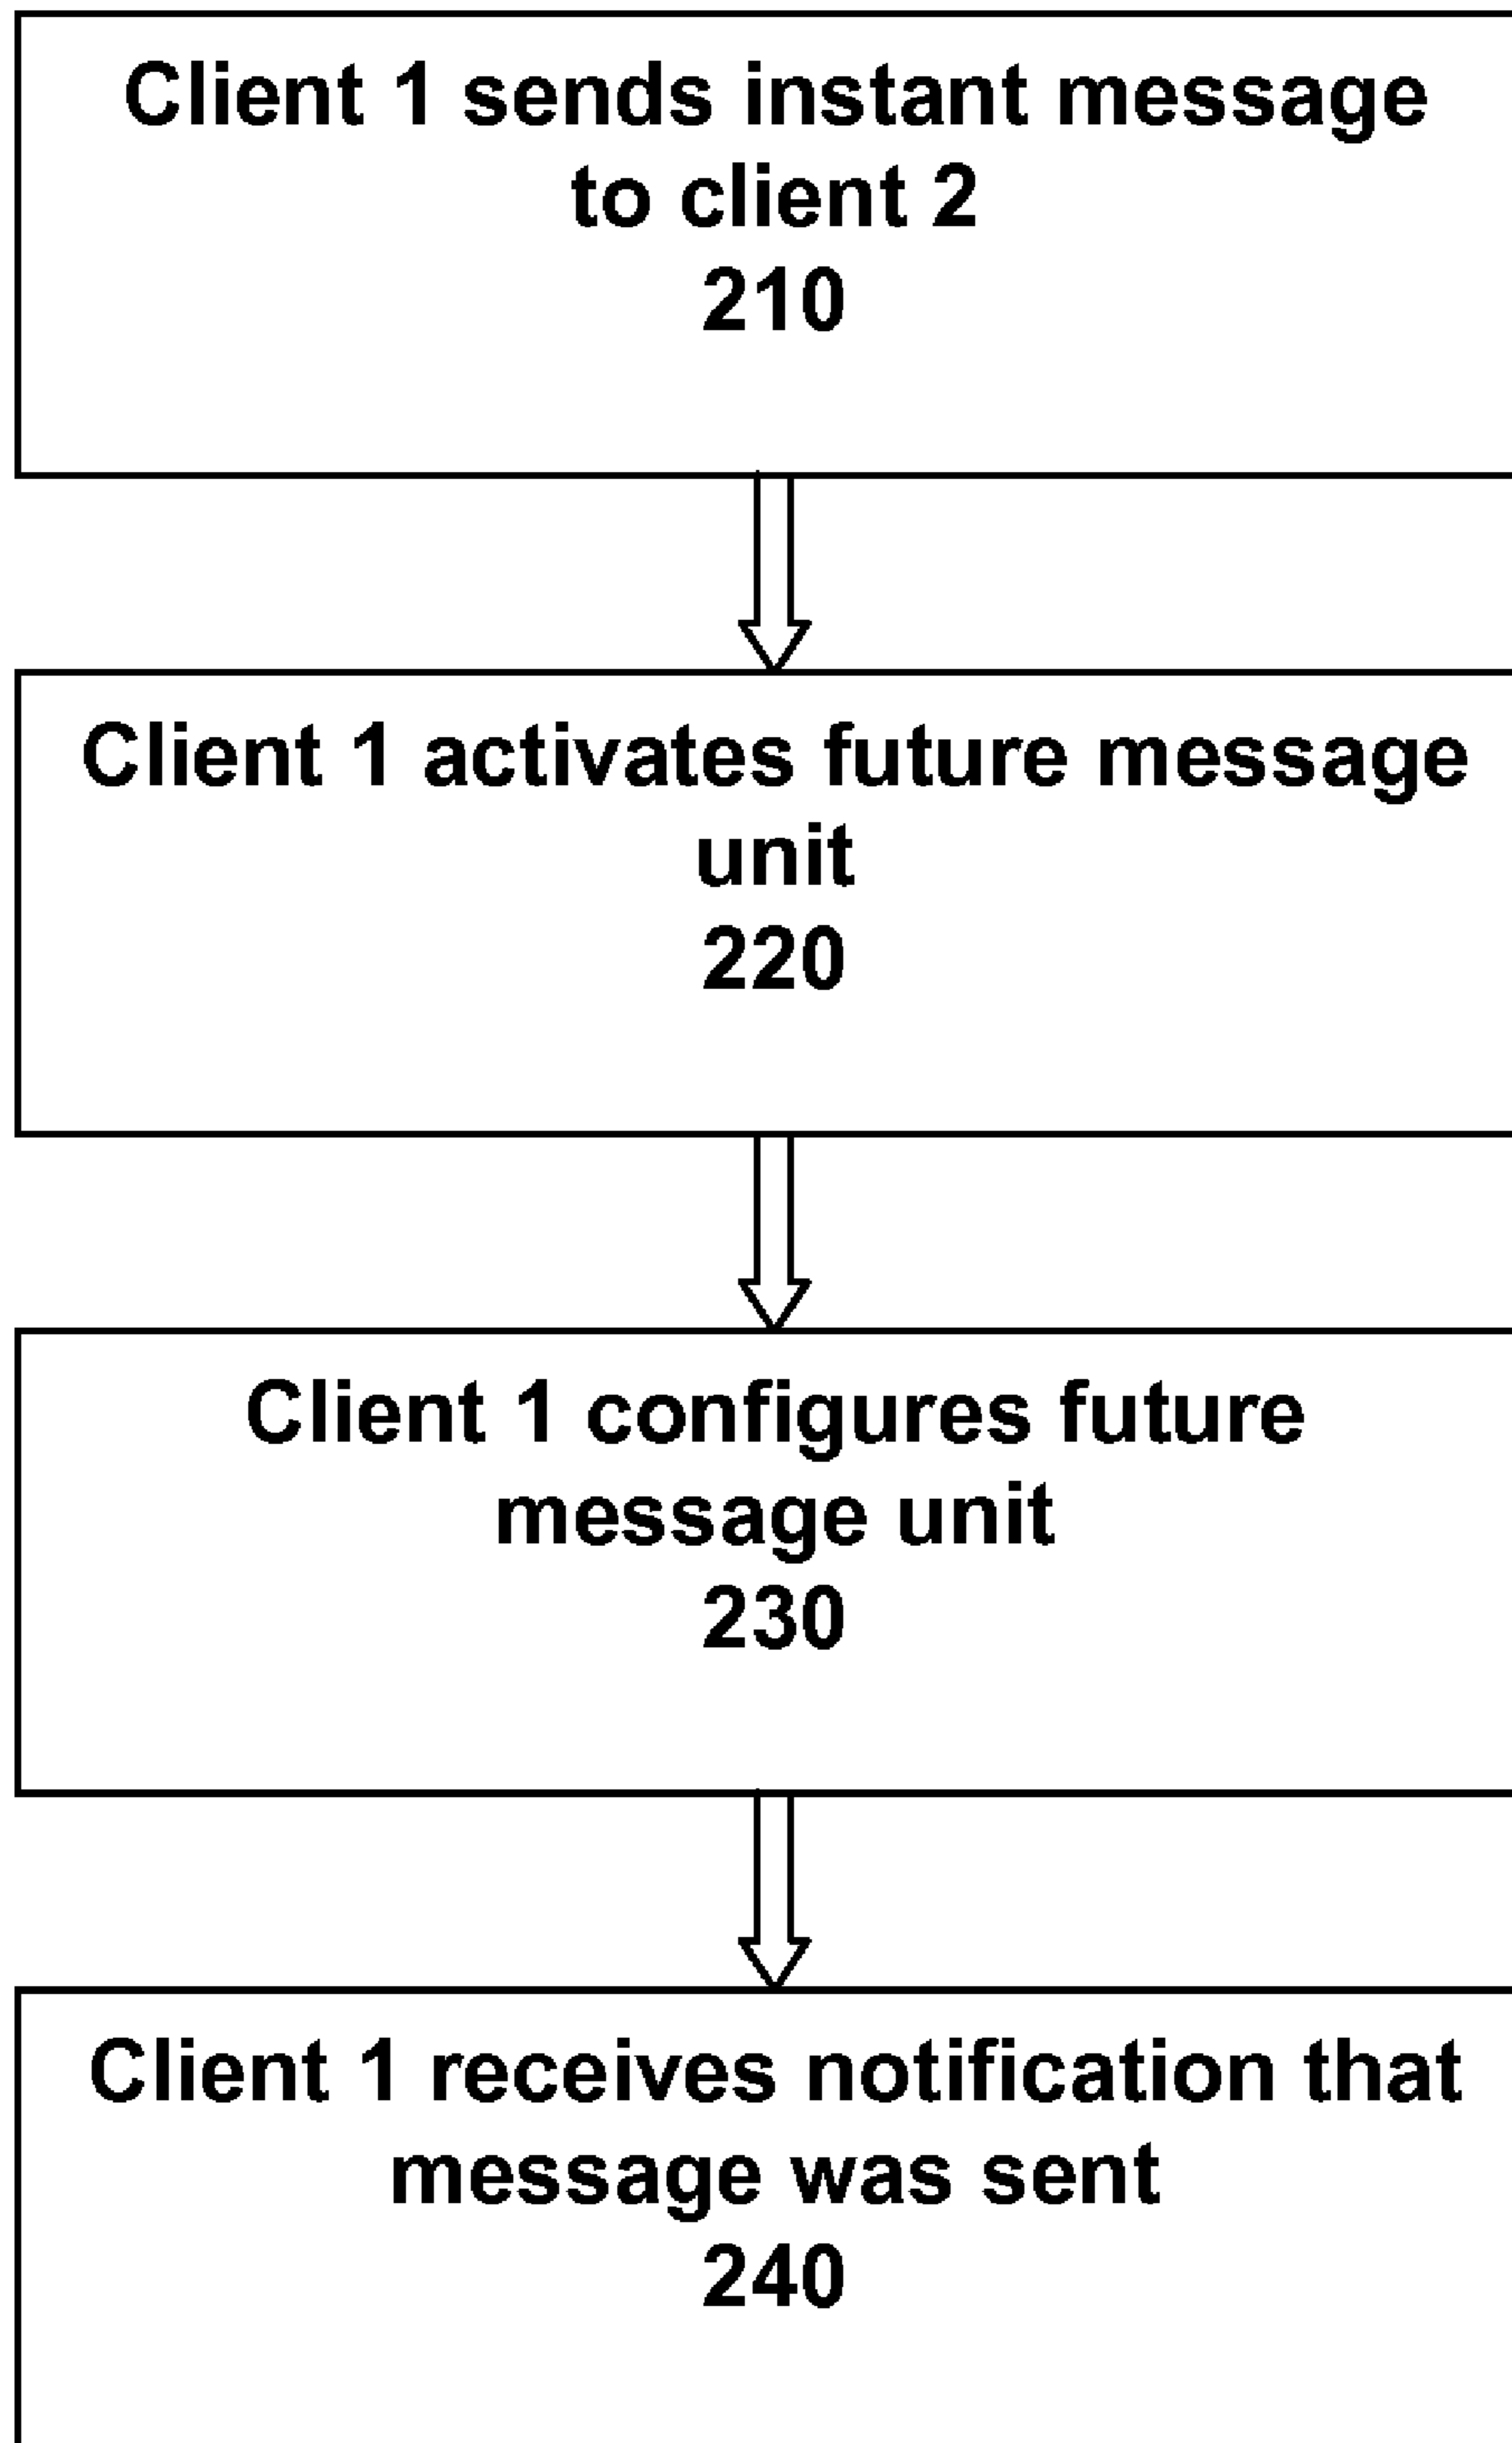 Client 1 sends instant message
to client 2
210
Client 1 activates future message
unit
220
Client 1 configures future
message unit
230
Client 1 receives notification that
message was sent
240